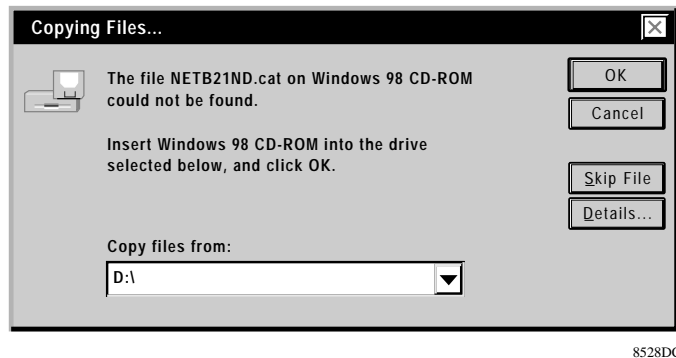 Copying Files...
The file NETB21ND.cat on Windows 98 CD-ROM
could not be found.
Insert Windows 98 CD-ROM into the drive
selected below, and click OK.
Copy files from:
D:\
OK
Cancel
Skip File
Details...